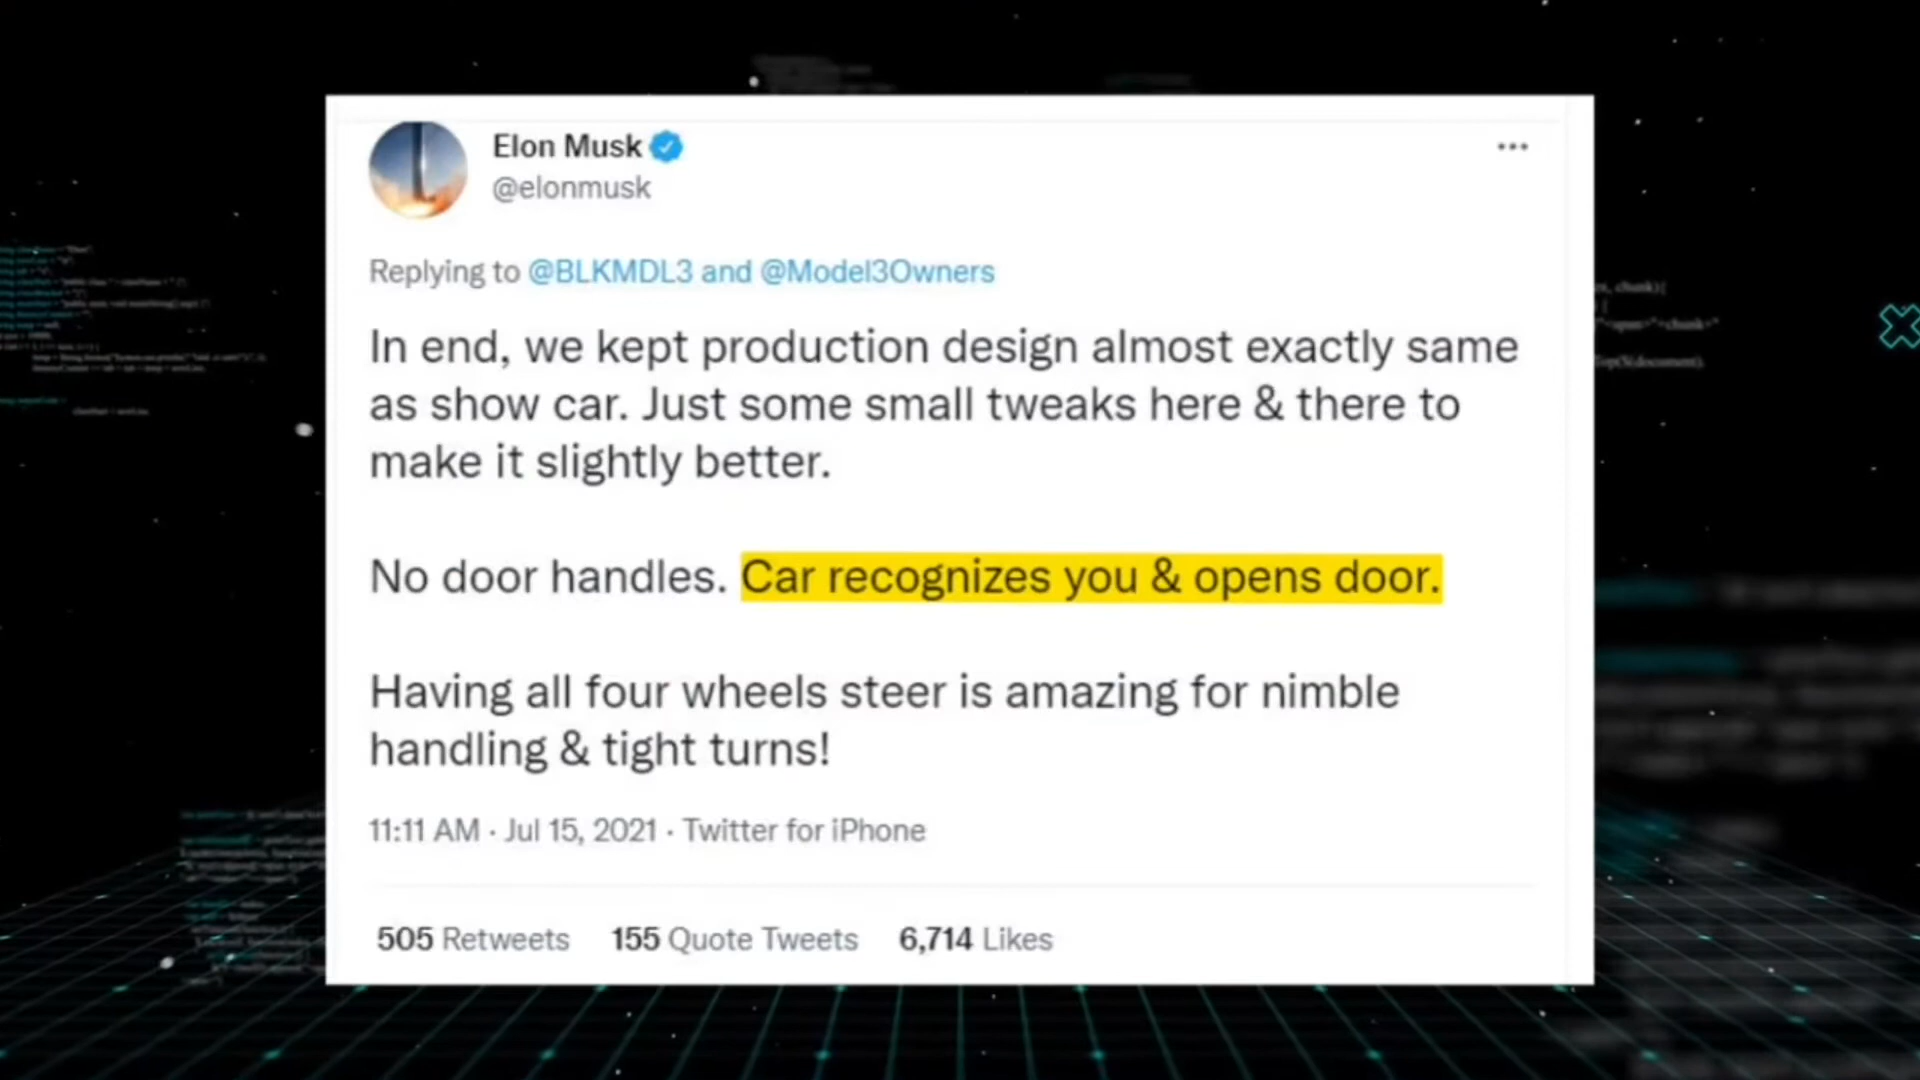 Elon Musk
@elonmusk
Replying to @BLKMDL3 and @Model3Owners
In end, we kept production design almost exactly same
as show car. Just some small tweaks here & there to
make it slightly better.
No door handles. Car recognizes you & opens door.
Having all four wheels steer is amazing for nimble
handling & tight turns!
11:11 AM · Jul 15, 2021 · Twitter for iPhone
505 Retweets 155 Quote Tweets 6,714 Likes